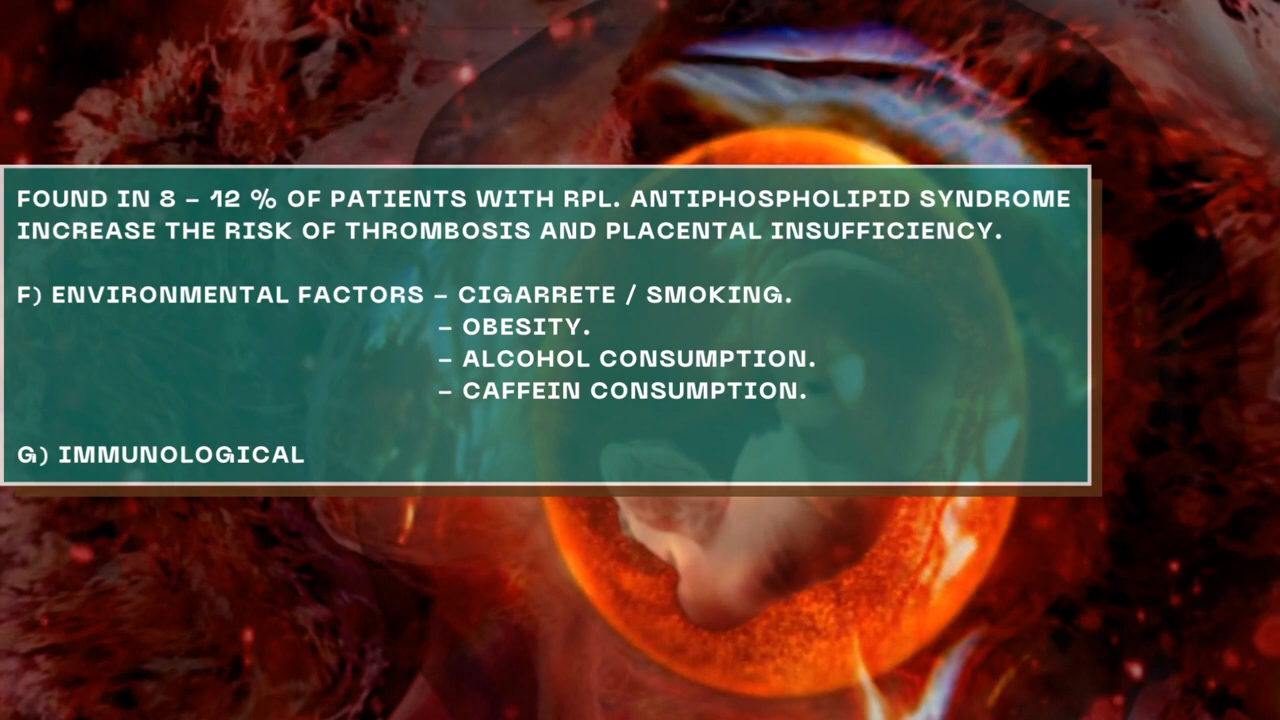 FOUND IN 8 – 12 % OF PATIENTS WITH RPL. ANTIPHOSPHOLIPID SYNDROME
INCREASE THE RISK OF THROMBOSIS AND PLACENTAL INSUFFICIENCY.
F) ENVIRONMENTAL FACTORS – CIGARRETE / SMOKING.
– OBESITY.
– ALCOHOL CONSUMPTION.
– CAFFEIN CONSUMPTION.
G) IMMUNOLOGICAL